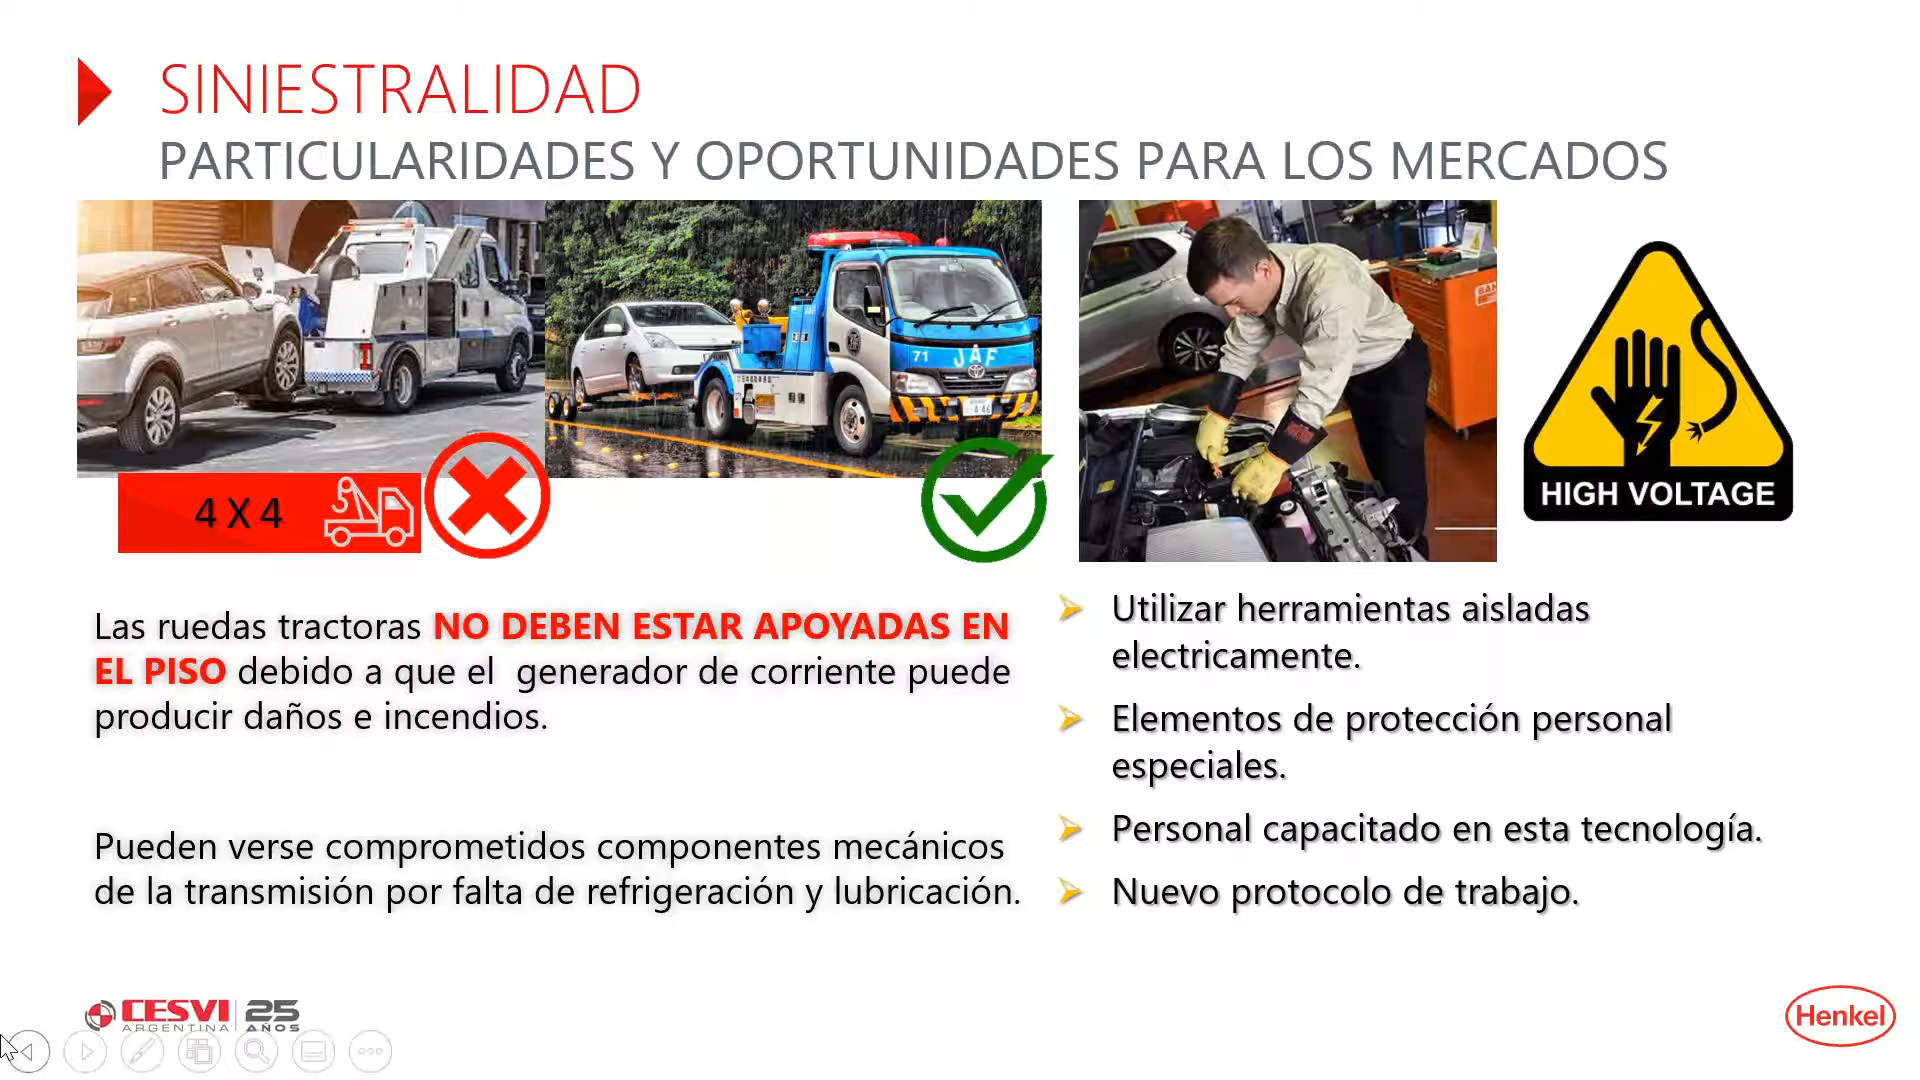 SINIESTRALIDAD
PARTICULARIDADES Y OPORTUNIDADES PARA LOS MERCADOS
71 JAF
HIGH VOLTAGE
4 X 4
Las ruedas tractoras NO DEBEN ESTAR APOYADAS EN
EL PISO debido a que el generador de corriente puede
producir daños e incendios.
Pueden verse comprometidos componentes mecánicos
de la transmisión por falta de refrigeración y lubricación.
Utilizar herramientas aisladas
electricamente.
Elementos de protección personal
especiales.
Personal capacitado en esta tecnología.
Nuevo protocolo de trabajo.
CESVI 25
ARGENTINA AÑOS
Henkel